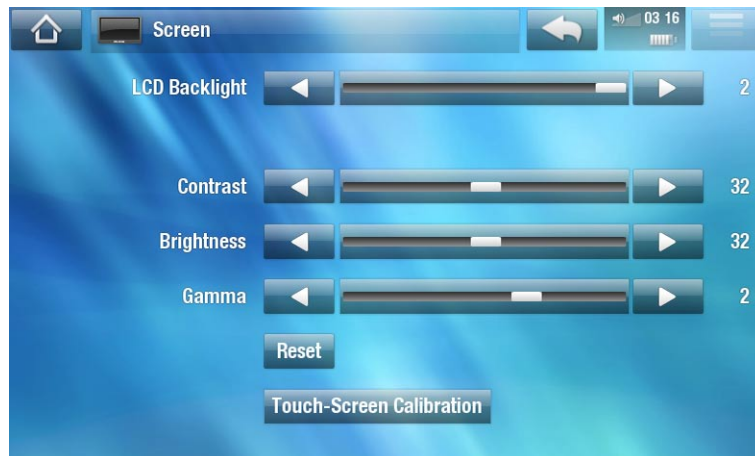 Screen
03 16
LCD Backlight 2
Contrast 32
Brightness 32
Gamma 2
Reset
Touch-Screen Calibration